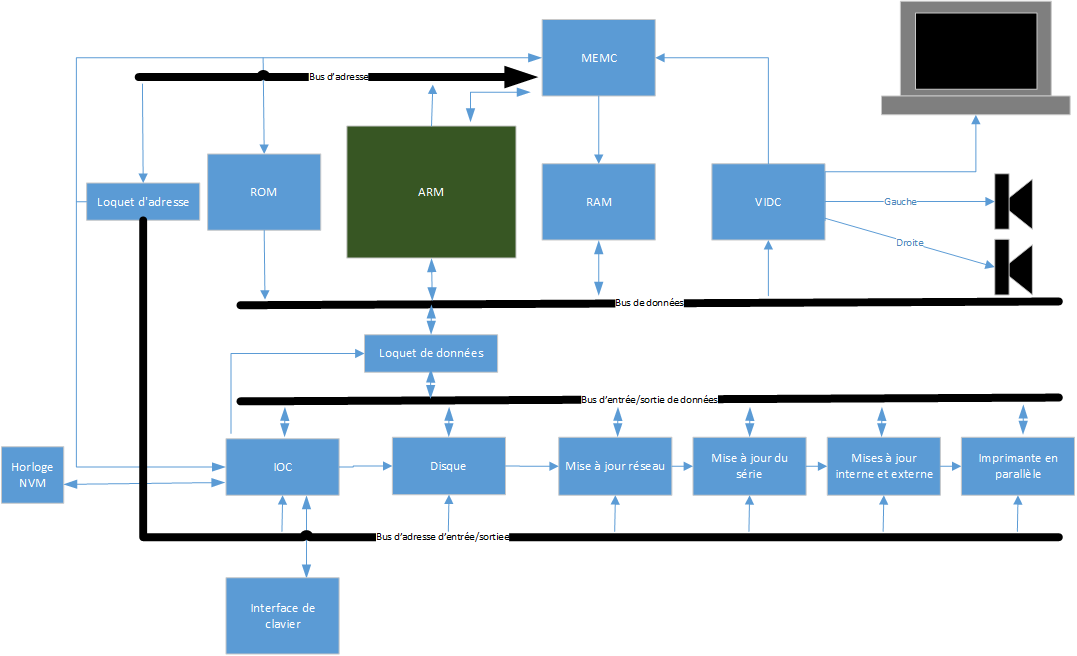 MEMC
Bus d'adresse
Loquet d'adresse
ROM
ARM
RAM
VIDC
Gauche
Droite
Bus de données
Loquet de données
Bus d'entrée/sortie de données
Horloge
NVM
IOC
Disque
Mise à jour réseau
Mise à jour du
série
Mises à jour
interne et externe
Imprimante en
parallèle
Bus d'adresse d'entrée/sortiee
Interface de
clavier